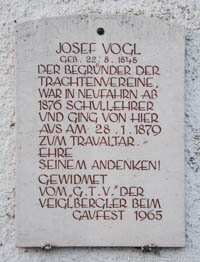 JOSEF VOGL
GEB. 22. 8. 1848
DER BEGRÜNDER DER
TRACHTENVEREINE,
WAR IN NEUFAHRN AB
1876 SCHULLEHRER
UND GING VON HIER
AUS AM 28. 1. 1879
ZUM TRAVALTAR.
EHRE
SEINEM ANDENKEN!
GEWIDMET
VOM G.T.V. "DER
VEIGLBERGLER BEIM
GAUFEST 1965